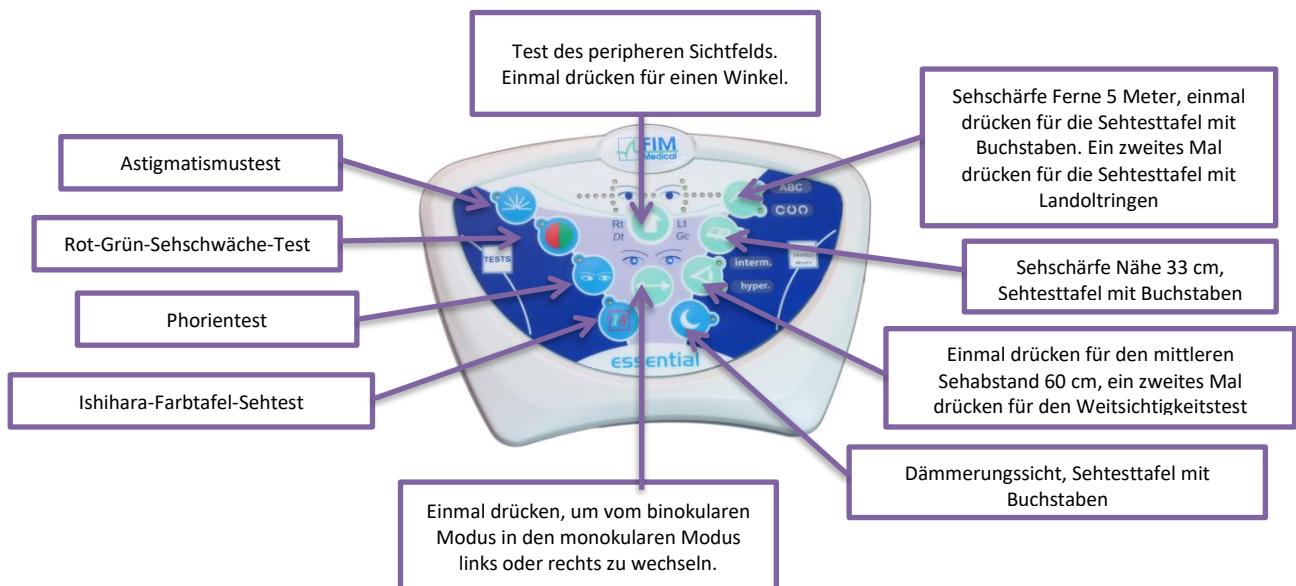 Test des peripheren Sichtfelds.
Einmal drücken für einen Winkel.
Sehschärfe Ferne 5 Meter, einmal
drücken für die Sehtesttafel mit
Buchstaben. Ein zweites Mal
drücken für die Sehtesttafel mit
Landoltringen
Astigmatismustest
Rot-Grün-Sehschwäche-Test
Phorientest
Ishihara-Farbtafel-Sehtest
FIM
Medical
ABC
Rt
Dt
Lt
Gc
TESTS
interm.
hyper.
essential
Sehschärfe Nähe 33 cm,
Sehtesttafel mit Buchstaben
Einmal drücken für den mittleren
Sehabstand 60 cm, ein zweites Mal
drücken für den Weitsichtigkeitstest
Dämmerungssicht, Sehtesttafel mit
Buchstaben
Einmal drücken, um vom binokularen
Modus in den monokularen Modus
links oder rechts zu wechseln.